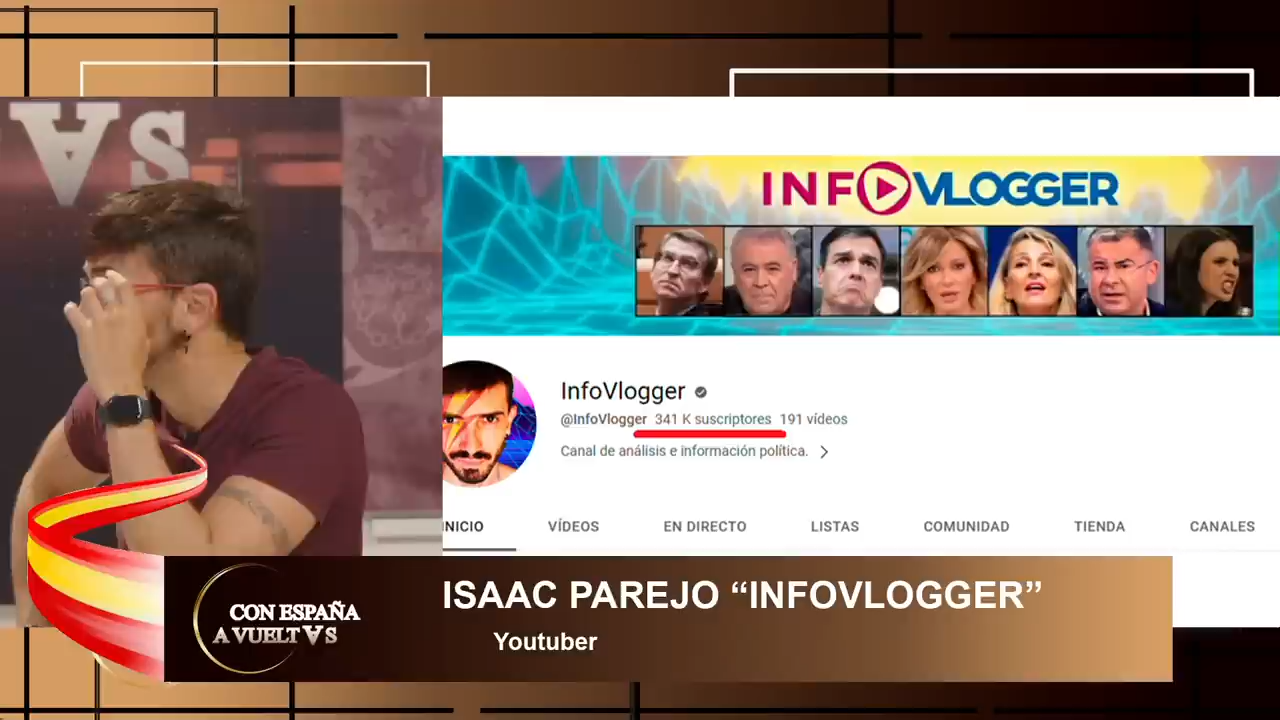 ∀S
INFOVLOGGER
InfoVlogger
@InfoVlogger 341 K suscriptores 191 vídeos
Canal de análisis e información política.
INICIO VÍDEOS EN DIRECTO LISTAS COMUNIDAD TIENDA CANALES
ISAAC PAREJO “INFOVLOGGER”
Youtuber
CON ESPAÑA
A VUELT∀S